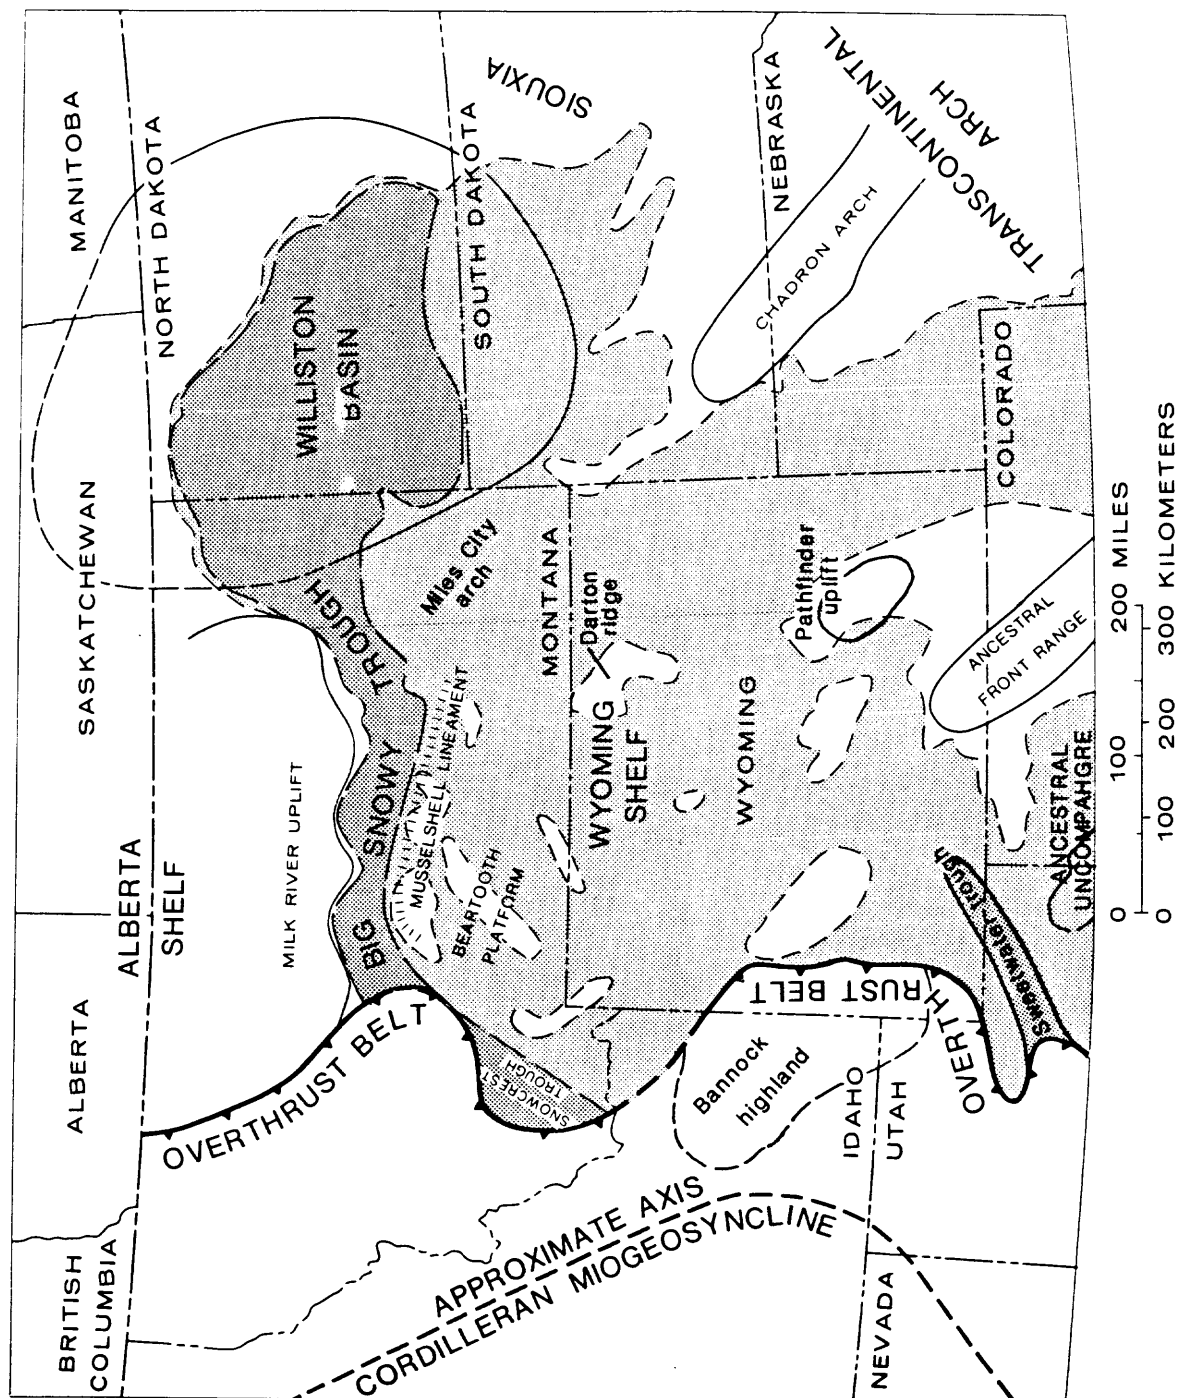 BRITISH
COLUMBIA
ALBERTA
SASKATCHEWAN
MANITOBA
ALBERTA
SHELF
NORTH DAKOTA
MILK RIVER UPLIFT
OVERTHRUST BELT
BIG
SNOWY
TROUGH
WILLISTON
BASIN
MUSSELSHELL LINEAMENT
BEARTOOTH
PLATFORM
Miles City
arch
SOUTH DAKOTA
SIOUXIA
SNOWCREST
TROUGH
MONTANA
Darion
ridge
WYOMING
SHELF
APPROXIMATE AXIS
CORDILLERAN MIOGEOSYNCLINE
Bannock
highland
OVERTH
RUST BELT
WYOMING
Pathfinder
uplift
NEBRASKA
CHADRON ARCH
TRANSCONTINENTAL
ARCH
IDAHO
UTAH
NEVADA
Sweetwater trough
ANCESTRAL
UNCOMPAHGRE
ANCESTRAL
FRONT RANGE
COLORADO
0 100 200 MILES
0 100 200 300 KILOMETERS